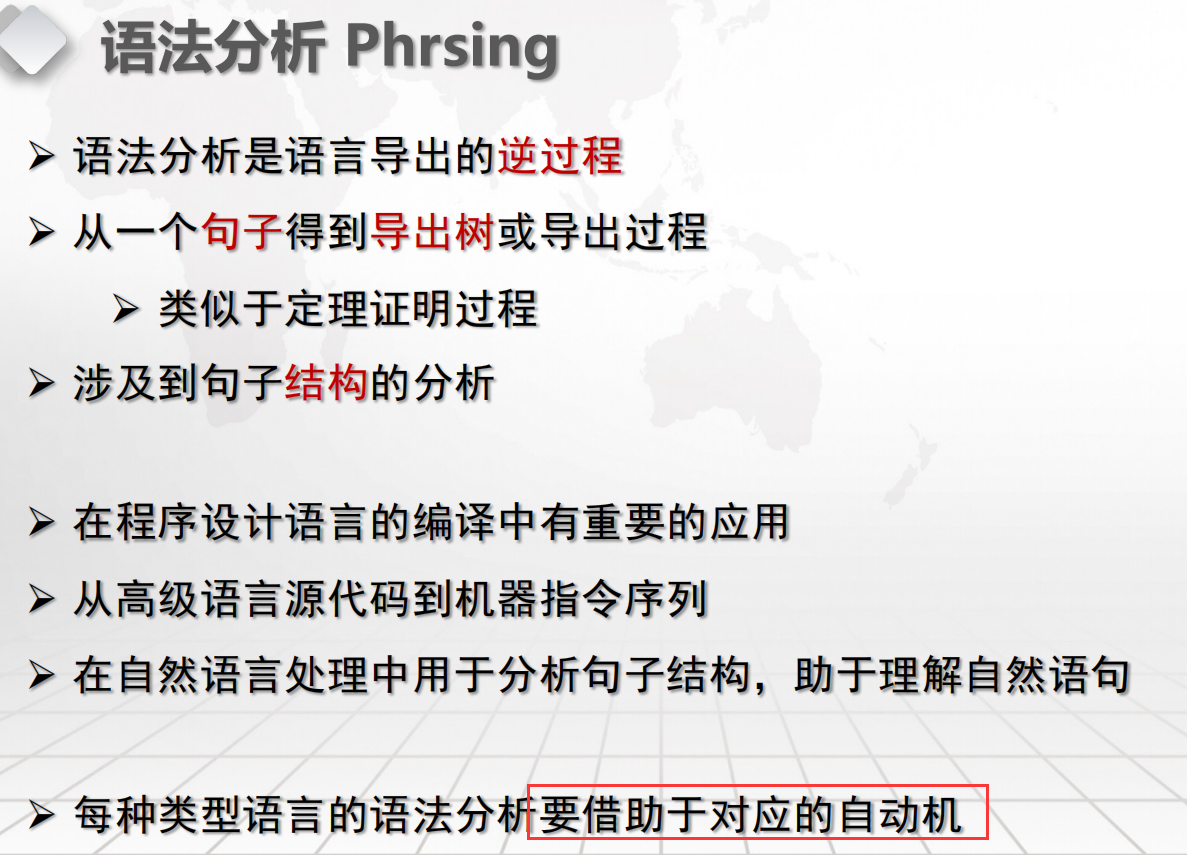 语法分析 Phrsing
语法分析是语言导出的逆过程
从一个句子得到导出树或导出过程
类似于定理证明过程
涉及到句子结构的分析
在程序设计语言的编译中有重要的应用
从高级语言源代码到机器指令序列
在自然语言处理中用于分析句子结构，助于理解自然语句
每种类型语言的语法分析要借助于对应的自动机